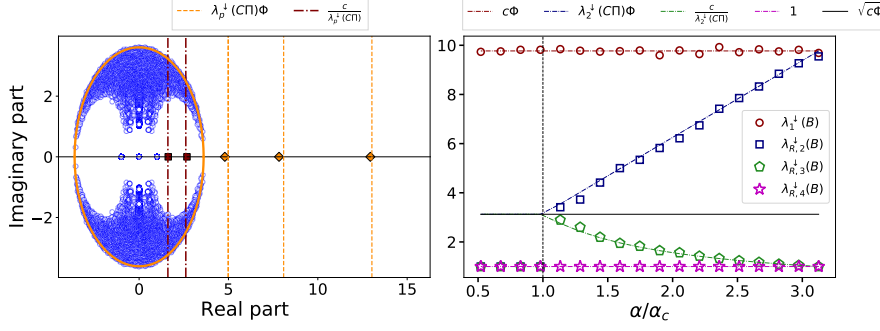 λ_p^↓(CΠ)Φ c/λ_p^↓(CΠ)
cΦ λ_2^↓(CΠ)Φ c/λ_2^↓(CΠ) 1 √cΦ
Imaginary part
2
0
−2
0 5 10 15
Real part
10
8
6
4
2
λ_1^↓(B)
λ_{R,2}^↓(B)
λ_{R,3}^↓(B)
λ_{R,4}^↓(B)
0.5 1.0 1.5 2.0 2.5 3.0
α/α_c